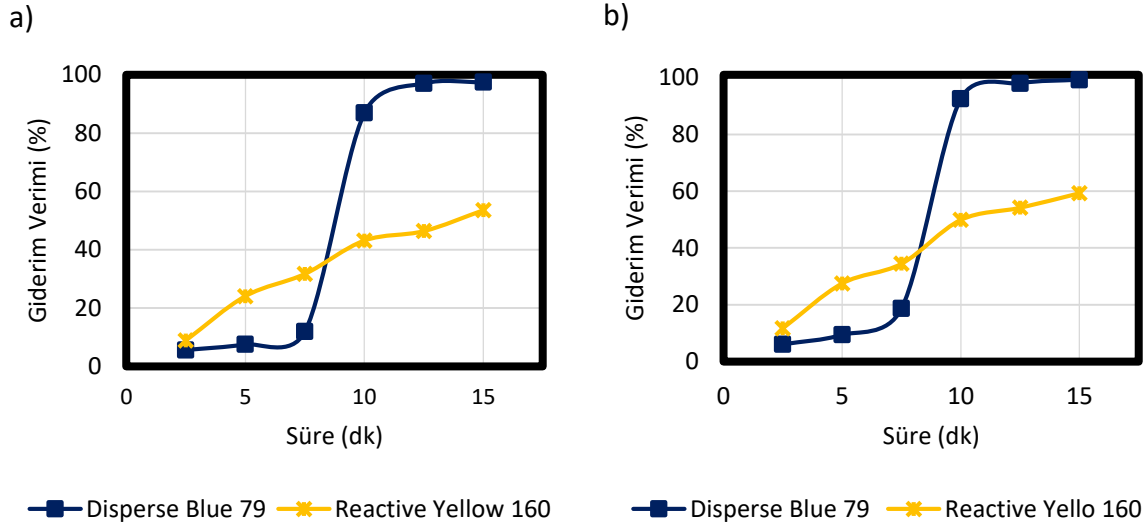 a)
Giderim Verimi (%)
100
80
60
40
20
0
0 5 10 15
Süre (dk)
Disperse Blue 79 Reactive Yellow 160
b)
Giderim Verimi (%)
100
80
60
40
20
0
0 5 10 15
Süre (dk)
Disperse Blue 79 Reactive Yello 160